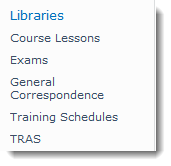 Libraries
Course Lessons
Exams
General
Correspondence
Training Schedules
TRAS